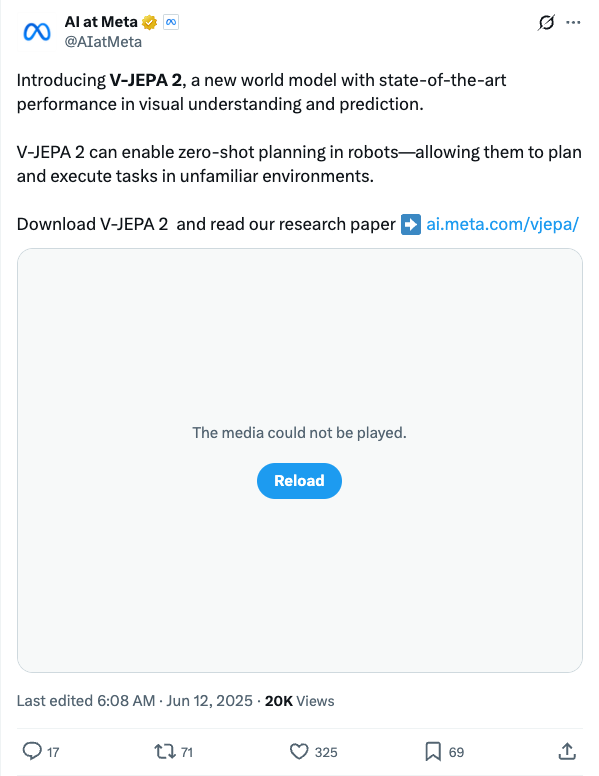 AI at Meta
@AIatMeta
Introducing V-JEPA 2, a new world model with state-of-the-art
performance in visual understanding and prediction.
V-JEPA 2 can enable zero-shot planning in robots—allowing them to plan
and execute tasks in unfamiliar environments.
Download V-JEPA 2  and read our research paper ➡️ ai.meta.com/vjepa/
The media could not be played.
Reload
Last edited 6:08 AM · Jun 12, 2025 · 20K Views
17 71 325 69